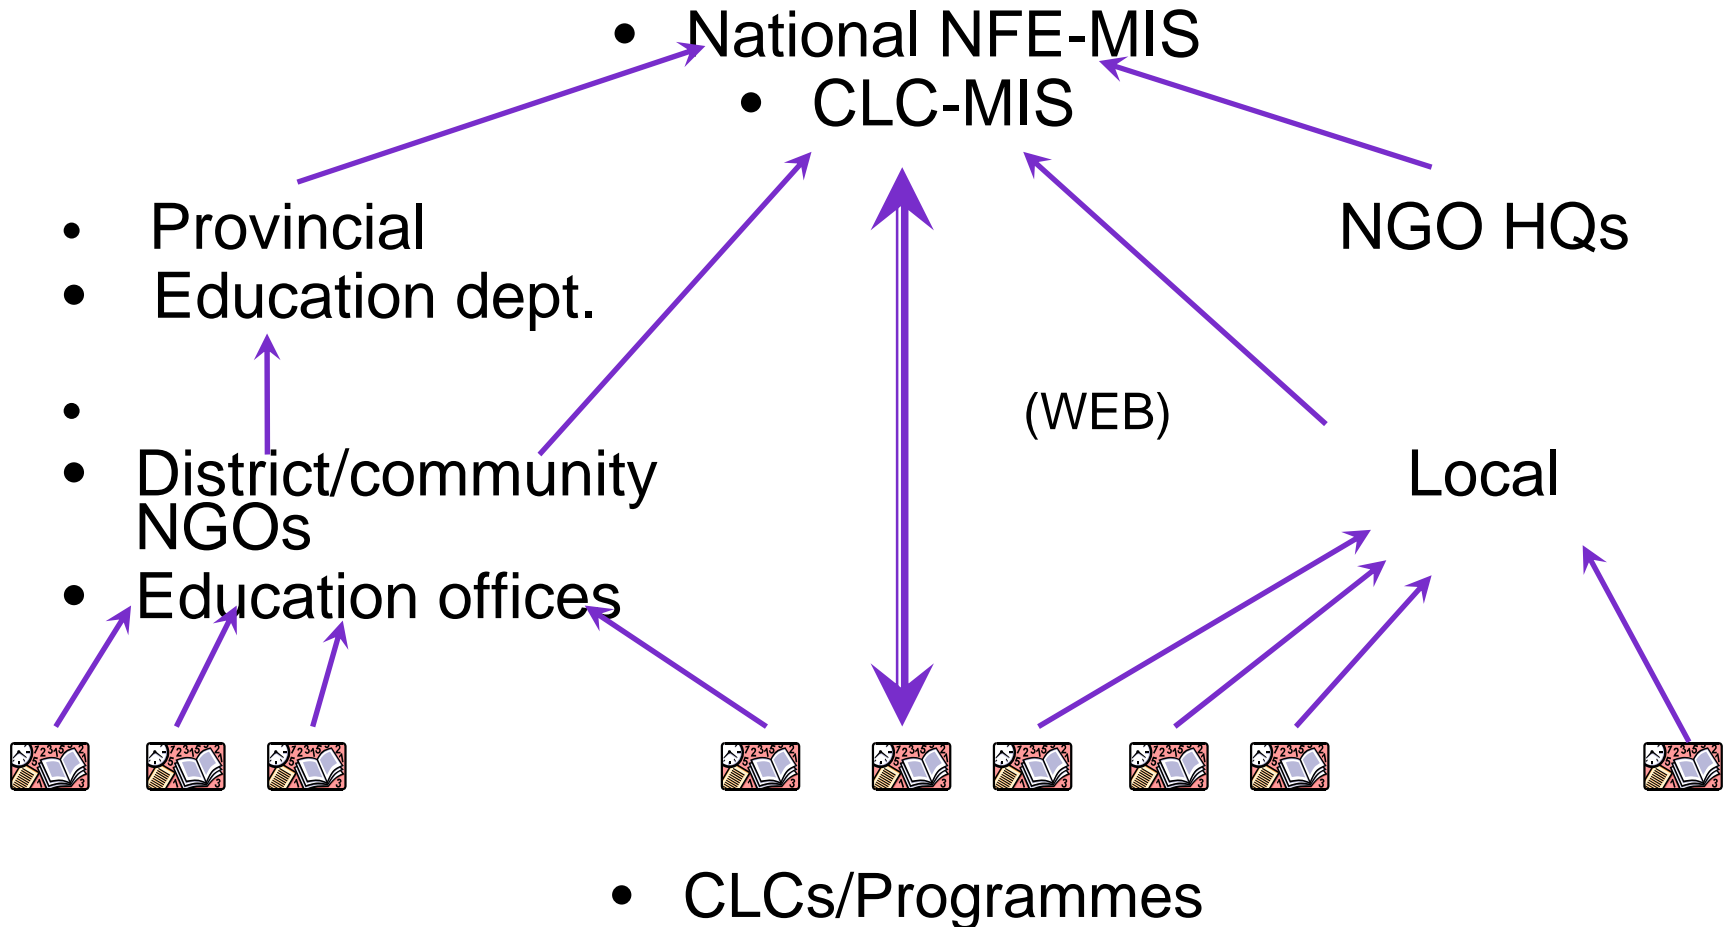 • National NFE-MIS
• CLC-MIS
• Provincial NGO HQs
• Education dept.
•
(WEB)
• District/community Local
NGOs
• Education offices
• CLCs/Programmes